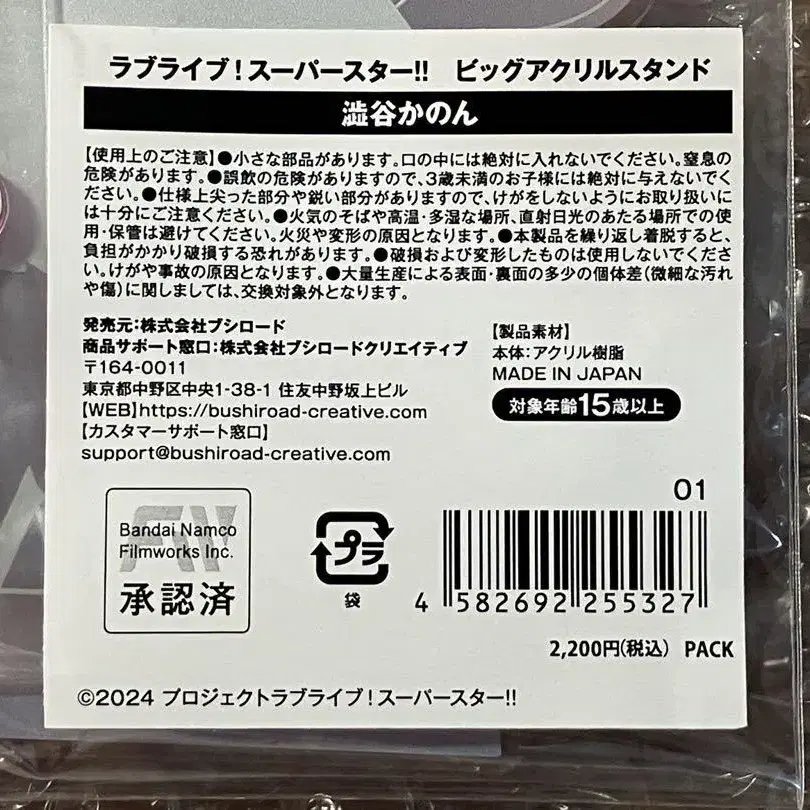 ラブライブ！スーパースター!!　ビッグアクリルスタンド
澁谷かのん
【使用上のご注意】●小さな部品があります。口の中には絶対に入れないでください。窒息の
危険があります。●誤飲の危険がありますので、3歳未満のお子様には絶対に与えないでく
ださい。●仕様上尖った部分や鋭い部分がありますので、けがをしないようにお取り扱いに
は十分にご注意ください。●火気のそばや高温・多湿な場所、直射日光のあたる場所での使
用・保管は避けてください。火災や変形の原因となります。●本製品を繰り返し着脱すると、
負担がかかり破損する恐れがあります。●破損および変形したものは使用しないでくださ
い。けがや事故の原因となります。●大量生産による表面・裏面の多少の個体差（微細な汚れ
や傷）に関しましては、交換対象外となります。
発売元：株式会社ブシロード
商品サポート窓口：株式会社ブシロードクリエイティブ
〒164-0011
東京都中野区中央1-38-1 住友中野坂上ビル
【WEB】https://bushiroad-creative.com
【カスタマーサポート窓口】
support@bushiroad-creative.com
【製品素材】
本体：アクリル樹脂
MADE IN JAPAN
対象年齢15歳以上
Bandai Namco
Filmworks Inc.
承認済
プラ
袋
01
4 582692 255327
2,200円（税込） PACK
©2024 プロジェクトラブライブ！スーパースター!!